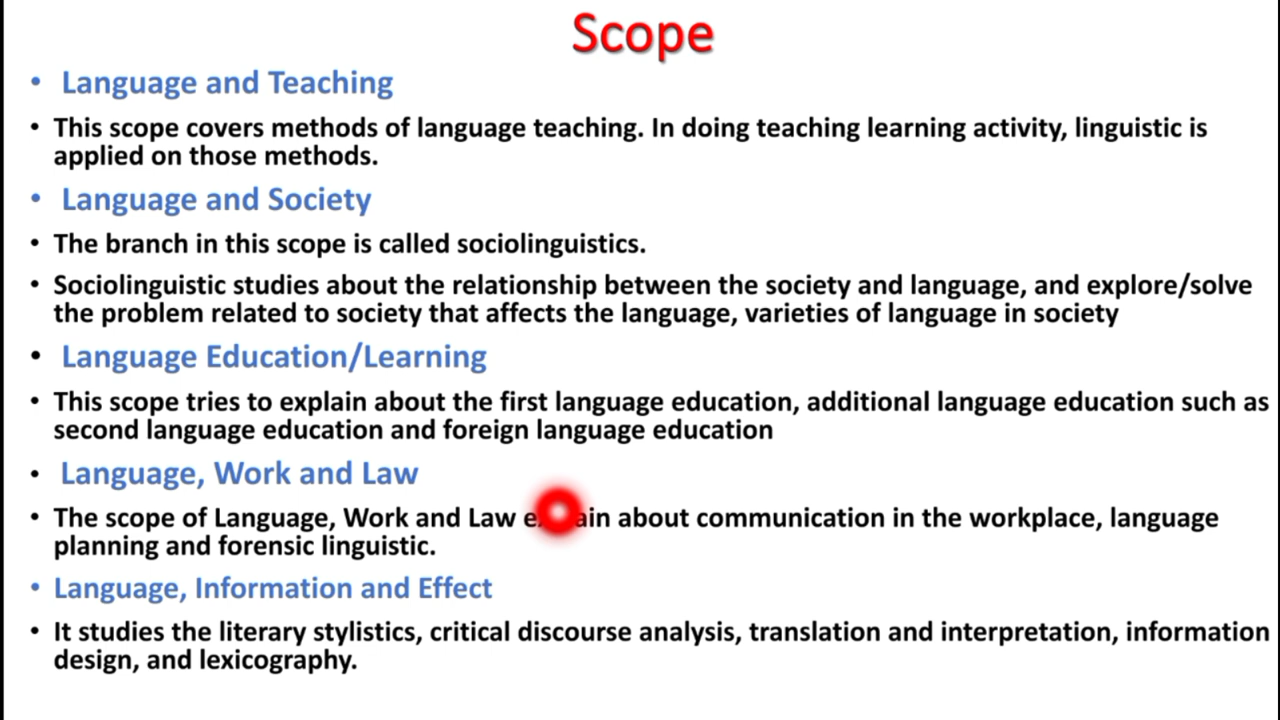 Scope
• Language and Teaching
• This scope covers methods of language teaching. In doing teaching learning activity, linguistic is
applied on those methods.
• Language and Society
• The branch in this scope is called sociolinguistics.
• Sociolinguistic studies about the relationship between the society and language, and explore/solve
the problem related to society that affects the language, varieties of language in society
• Language Education/Learning
• This scope tries to explain about the first language education, additional language education such as
second language education and foreign language education
• Language, Work and Law
• The scope of Language, Work and Law about communication in the workplace, language
planning and forensic linguistic.
• Language, Information and Effect
• It studies the literary stylistics, critical discourse analysis, translation and interpretation, information
design, and lexicography.